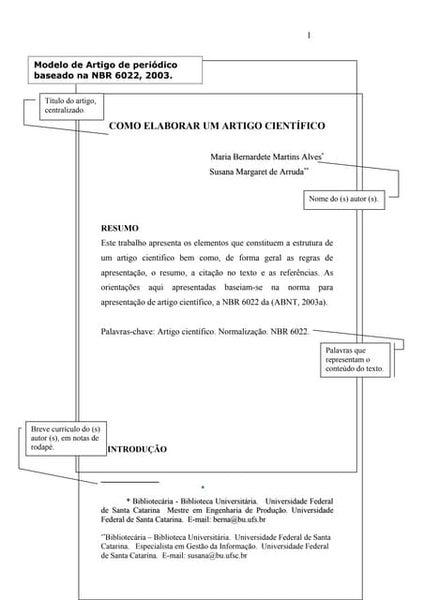 1
Modelo de Artigo de periódico
baseado na NBR 6022, 2003.
Título do artigo,
centralizado.
COMO ELABORAR UM ARTIGO CIENTÍFICO
Maria Bernardete Martins Alves*
Susana Margaret de Arruda**
Nome do (s) autor (s).
RESUMO
Este trabalho apresenta os elementos que constituem a estrutura de
um artigo científico bem como, de forma geral as regras de
apresentação, o resumo, a citação no texto e as referências. As
orientações aqui apresentadas baseiam-se na norma para
apresentação de artigo científico, a NBR 6022 da (ABNT, 2003a).
Palavras-chave: Artigo científico. Normalização. NBR 6022.
Palavras que
representam o
conteúdo do texto.
Breve currículo do (s)
autor (s), em notas de
rodapé.
INTRODUÇÃO
* Bibliotecária - Biblioteca Universitária. Universidade Federal
de Santa Catarina Mestre em Engenharia de Produção. Universidade
Federal de Santa Catarina. E-mail: berna@bu.ufs.br
**Bibliotecária – Biblioteca Universitária. Universidade Federal de Santa
Catarina. Especialista em Gestão da Informação. Universidade Federal
de Santa Catarina. E-mail: susana@bu.ufsc.br